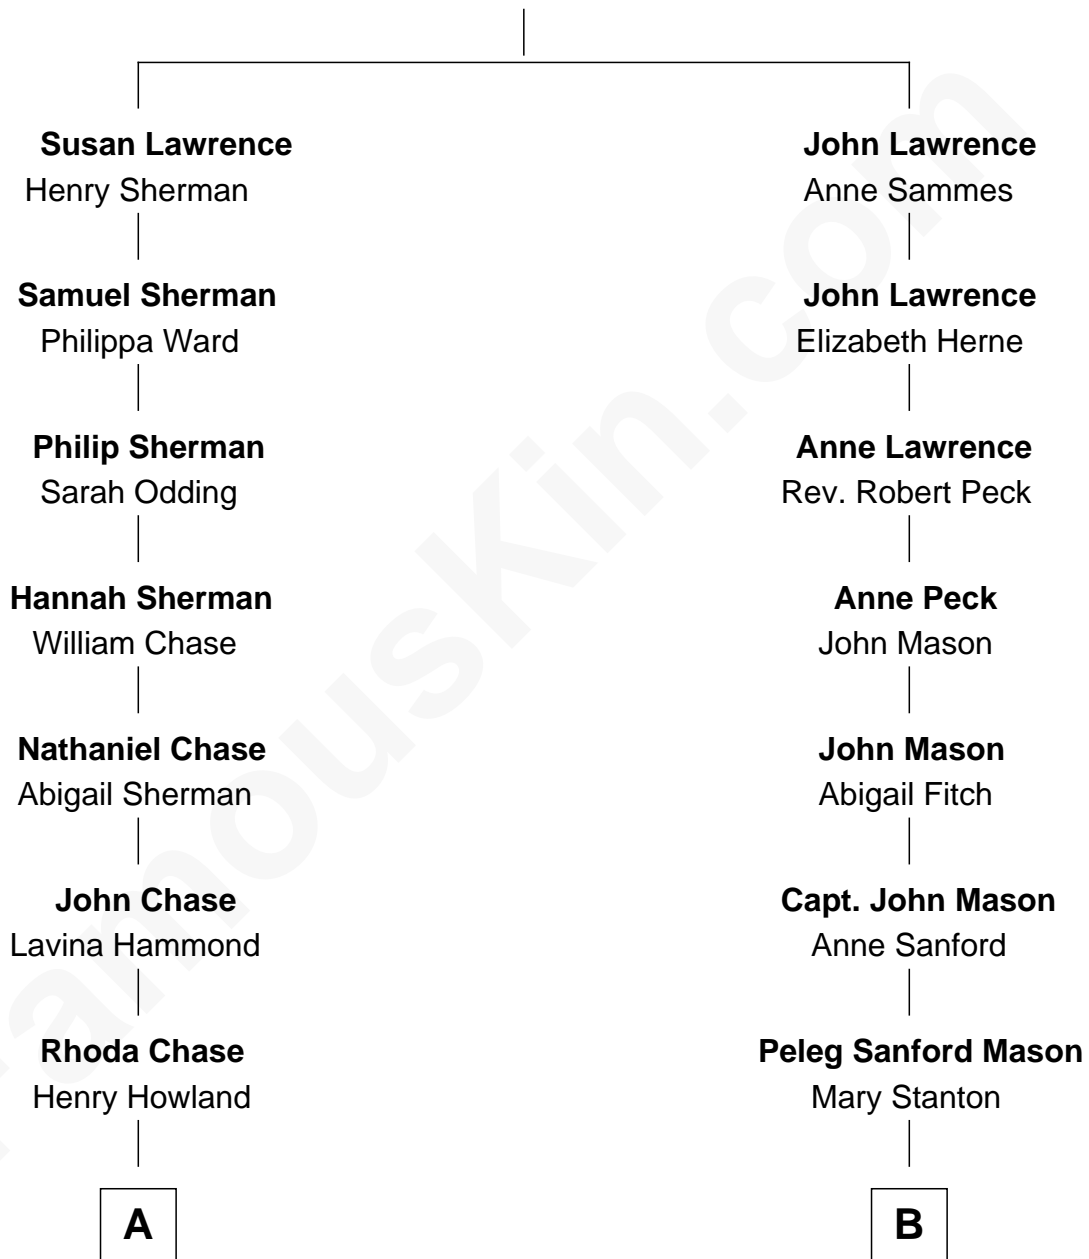 Susan Lawrence
Henry Sherman
Samuel Sherman
Philippa Ward
Philip Sherman
Sarah Odding
Hannah Sherman
William Chase
Nathaniel Chase
Abigail Sherman
John Chase
Lavina Hammond
Rhoda Chase
Henry Howland
A
John Lawrence
Anne Sammes
John Lawrence
Elizabeth Herne
Anne Lawrence
Rev. Robert Peck
Anne Peck
John Mason
John Mason
Abigail Fitch
Capt. John Mason
Anne Sanford
Peleg Sanford Mason
Mary Stanton
B
FamousKin.com